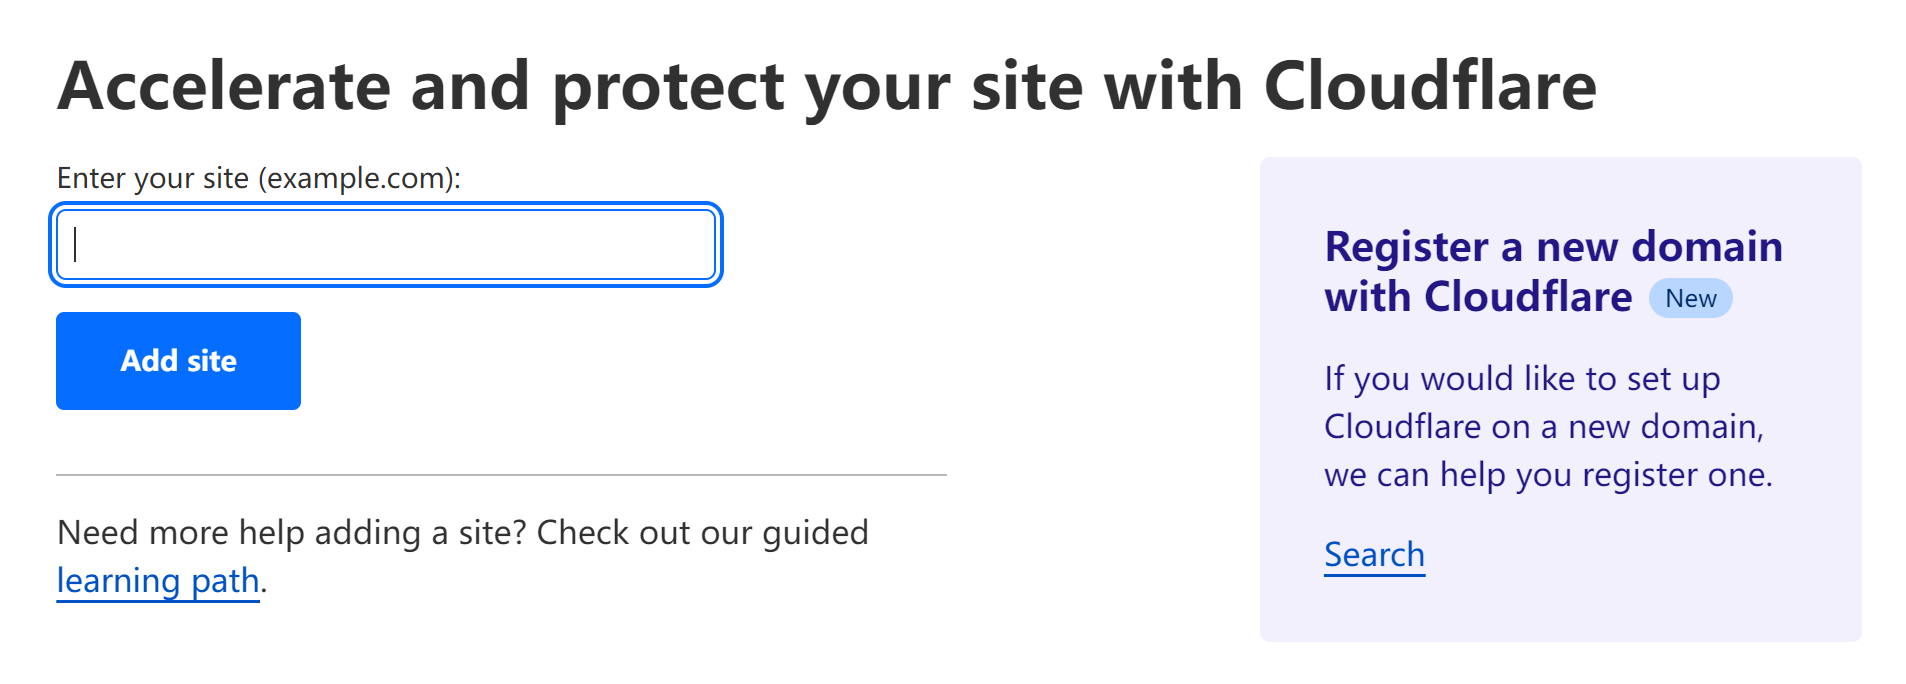 Accelerate and protect your site with Cloudflare
Enter your site (example.com):
Add site
Need more help adding a site? Check out our guided
learning path.
Register a new domain
with Cloudflare New
If you would like to set up
Cloudflare on a new domain,
we can help you register one.
Search